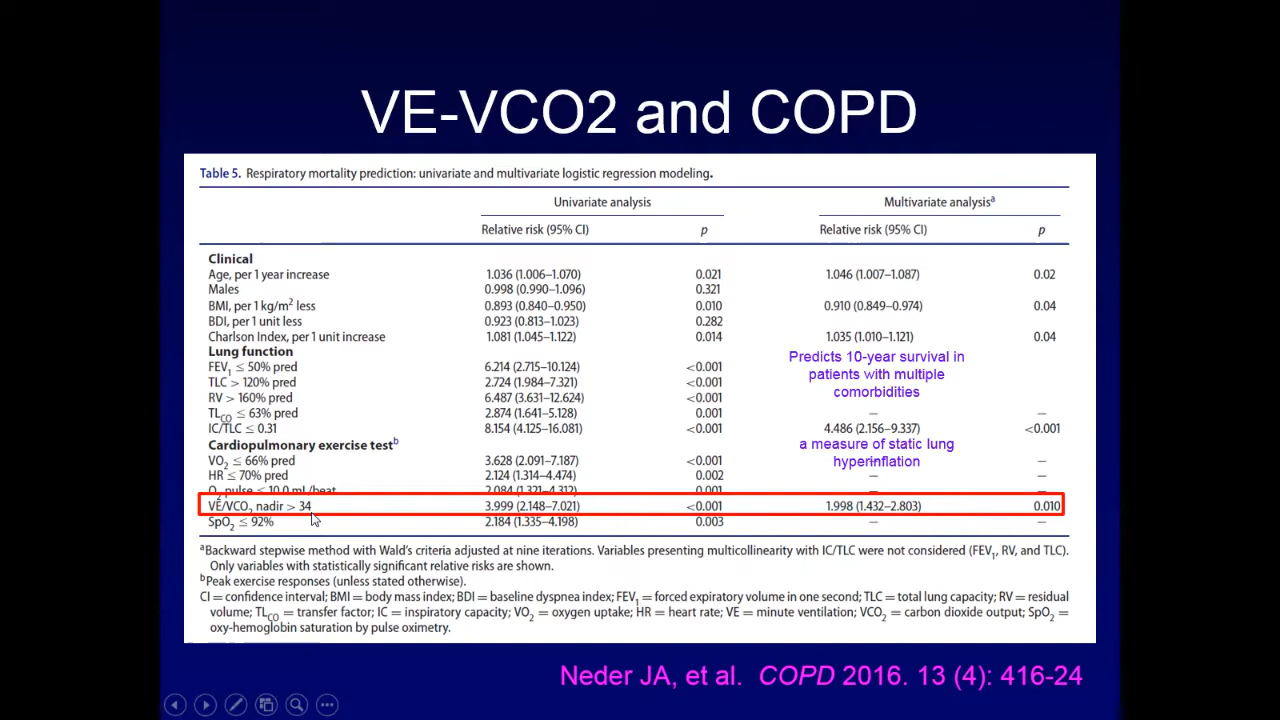 VE-VCO2 and COPD
Table 5. Respiratory mortality prediction: univariate and multivariate logistic regression modeling.
Univariate analysis Multivariate analysisᵃ
Relative risk (95% CI) p Relative risk (95% CI) p
Clinical
Age, per 1 year increase 1.036 (1.006–1.070) 0.021 1.046 (1.007–1.087) 0.02
Males 0.998 (0.990–1.096) 0.321
BMI, per 1 kg/m² less 0.893 (0.840–0.950) 0.010 0.910 (0.849–0.974) 0.04
BDI, per 1 unit less 0.923 (0.813–1.023) 0.282
Charlson Index, per 1 unit increase 1.081 (1.045–1.122) 0.014 1.035 (1.010–1.121) 0.04
Lung function
Predicts 10-year survival in
patients with multiple
comorbidities
FEV₁ ≤ 50% pred 6.214 (2.715–10.124) <0.001
TLC > 120% pred 2.724 (1.984–7.321) <0.001
RV > 160% pred 6.487 (3.631–12.624) <0.001
TLCO ≤ 63% pred 2.874 (1.641–5.128) 0.001 — —
IC/TLC ≤ 0.31 8.154 (4.125–16.081) <0.001 4.486 (2.156–9.337) <0.001
Cardiopulmonary exercise testᵇ
a measure of static lung
hyperinflation
VO₂ ≤ 66% pred 3.628 (2.091–7.187) <0.001 — —
HR ≤ 70% pred 2.124 (1.314–4.474) 0.002 — —
O₂ pulse ≤ 10.0 mL/beat 2.084 (1.321–4.312) 0.001 — —
VE/VCO₂ nadir > 34 3.999 (2.148–7.021) <0.001 1.998 (1.432–2.803) 0.010
SpO₂ ≤ 92% 2.184 (1.335–4.198) 0.003 — —
ᵃBackward stepwise method with Wald's criteria adjusted at nine iterations. Variables presenting multicollinearity with IC/TLC were not considered (FEV₁, RV, and TLC).
Only variables with statistically significant relative risks are shown.
ᵇPeak exercise responses (unless stated otherwise).
CI = confidence interval; BMI = body mass index; BDI = baseline dyspnea index; FEV₁ = forced expiratory volume in one second; TLC = total lung capacity; RV = residual
volume; TLCO = transfer factor; IC = inspiratory capacity; VO₂ = oxygen uptake; HR = heart rate; VE = minute ventilation; VCO₂ = carbon dioxide output; SpO₂ =
oxy-hemoglobin saturation by pulse oximetry.
Neder JA, et al. COPD 2016. 13 (4): 416-24